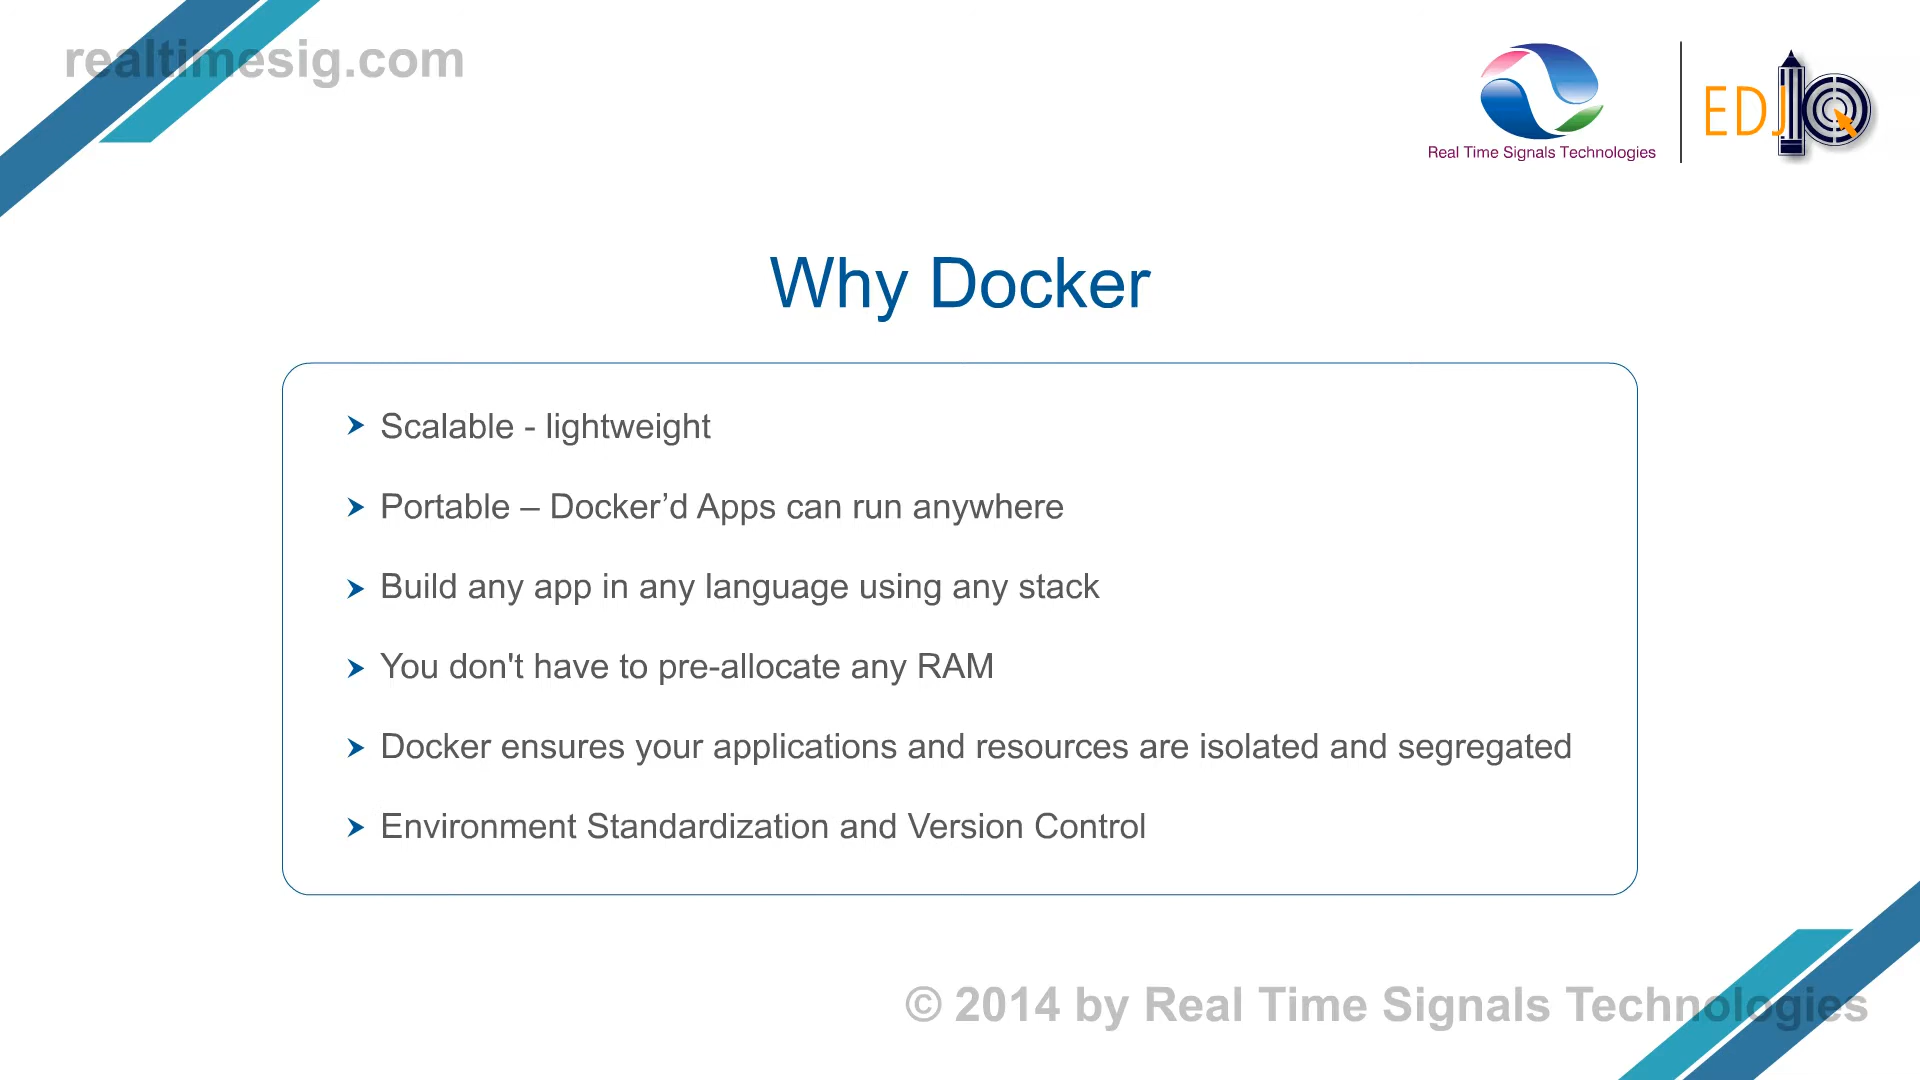 realtimesig.com
Real Time Signals Technologies
EDJIQ
Why Docker
Scalable - lightweight
Portable – Docker’d Apps can run anywhere
Build any app in any language using any stack
You don't have to pre-allocate any RAM
Docker ensures your applications and resources are isolated and segregated
Environment Standardization and Version Control
© 2014 by Real Time Signals Technologies